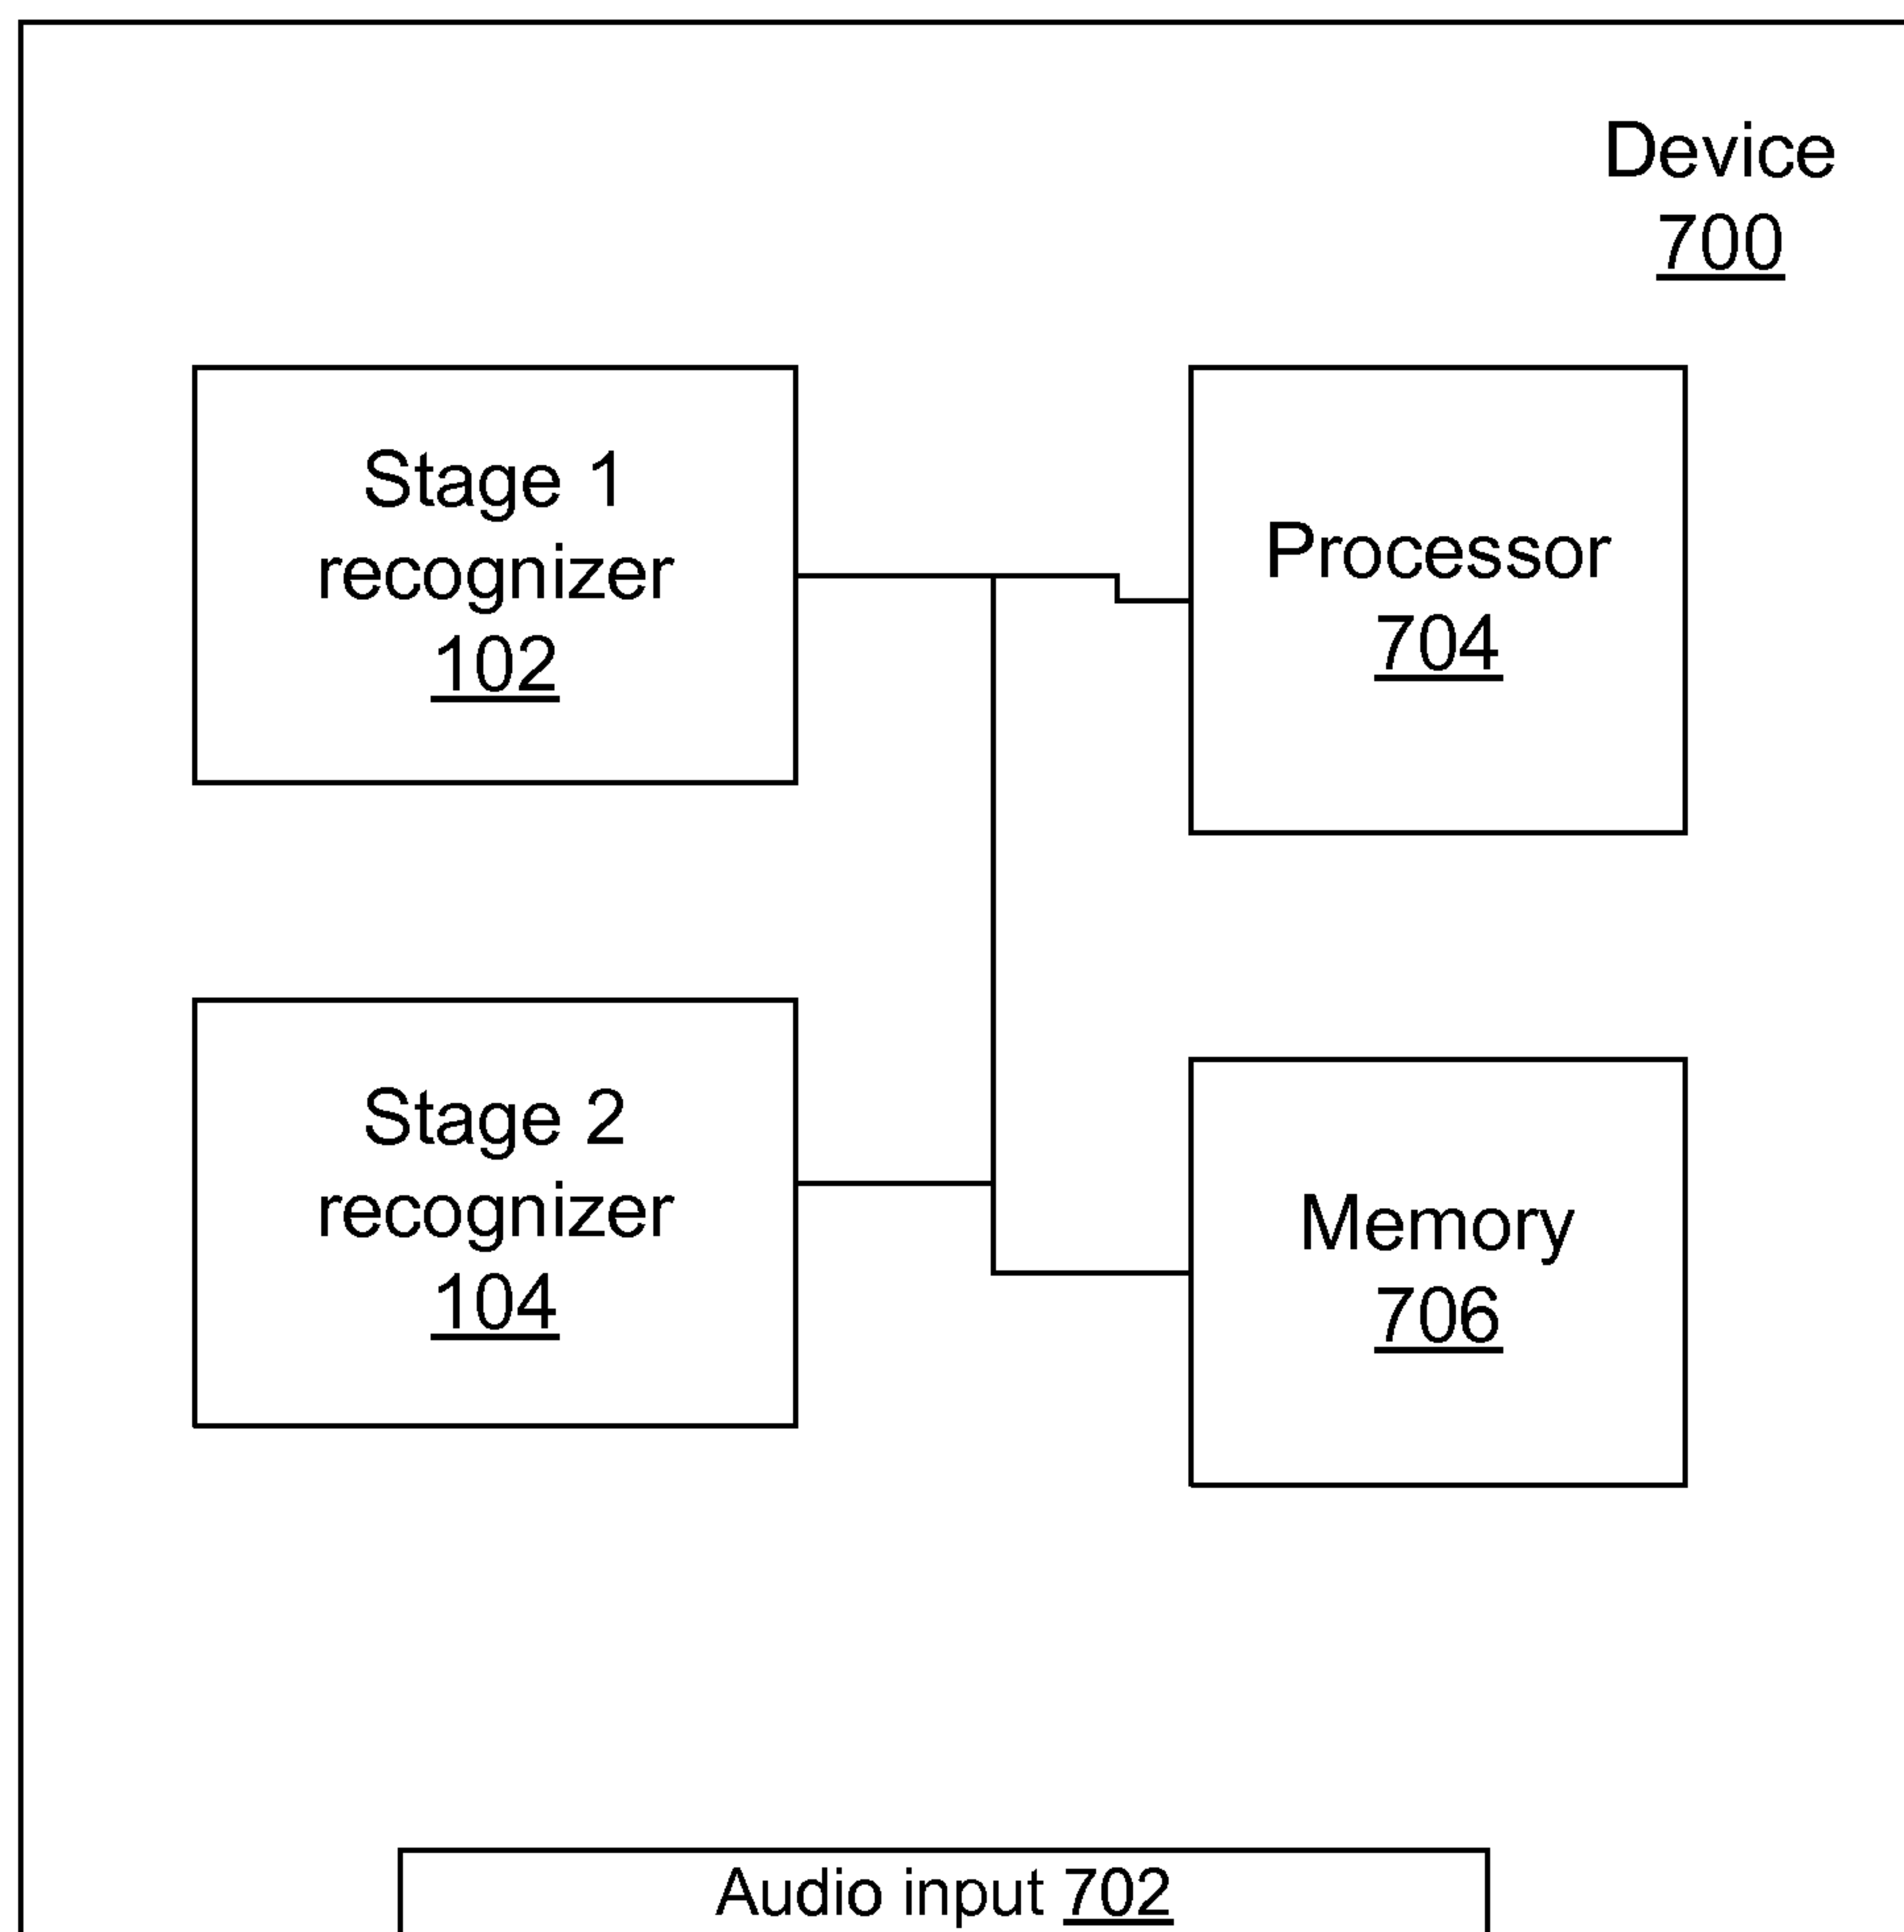 Device
700
Stage 1
recognizer
102
Processor
704
Stage 2
recognizer
104
Memory
706
Audio input 702